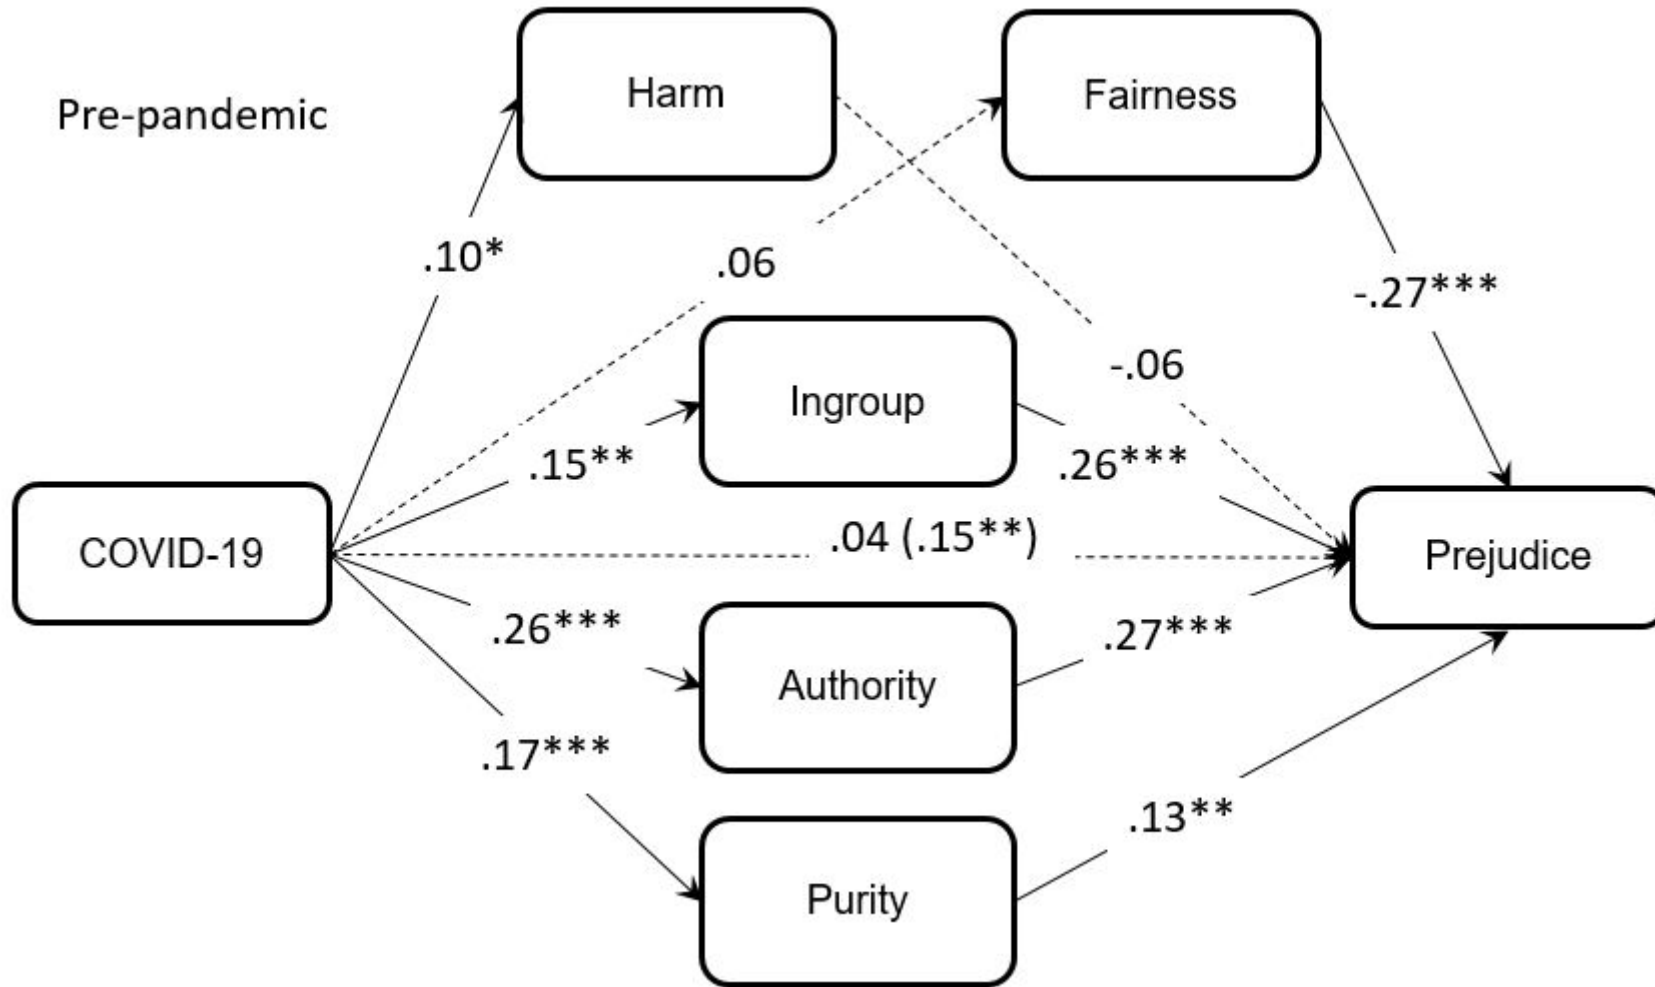 Harm
Fairness
Pre-pandemic
.10*
.06
-.27***
-.06
Ingroup
.15**
.26***
.04 (.15**)
COVID-19
Prejudice
.26***
.27***
Authority
.17***
.13**
Purity